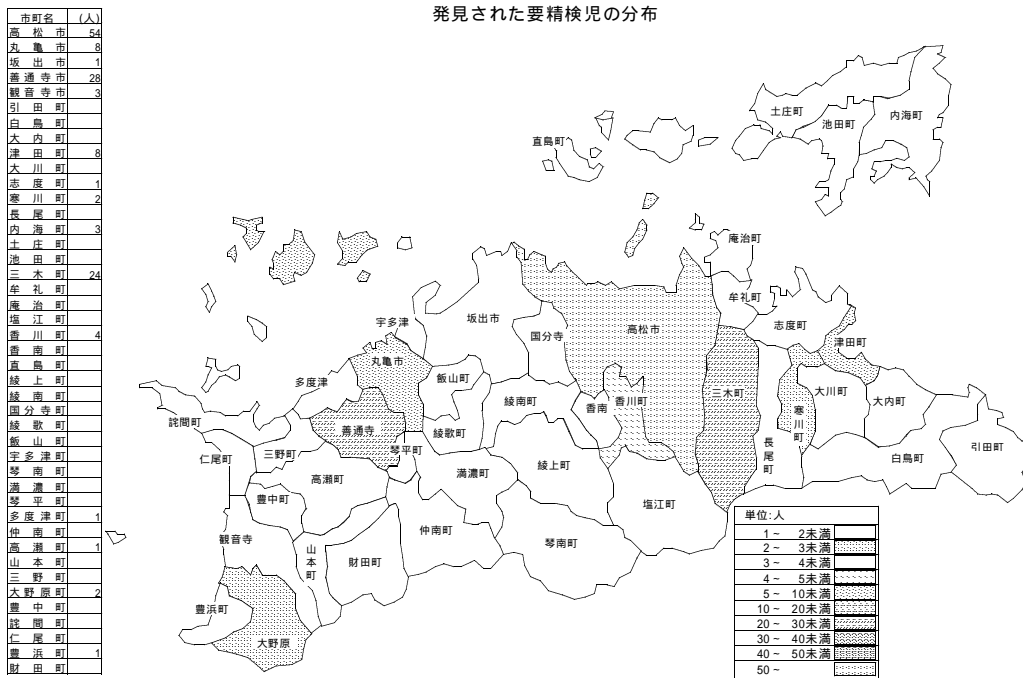 発見された要精検児の分布
市町名 (人)
高松市 54
丸亀市 8
坂出市 1
善通寺市 28
観音寺市 3
引田町
白鳥町
大内町
津田町 8
大川町
志度町 1
寒川町 2
長尾町
内海町 3
土庄町
池田町
三木町 24
牟礼町
庵治町
塩江町
香川町 4
香南町
直島町
綾上町
綾南町
国分寺町
綾歌町
飯山町
宇多津町
琴南町
満濃町
琴平町
多度津町 1
仲南町
高瀬町 1
山本町
三野町
大野原町 2
豊中町
詫間町
仁尾町
豊浜町 1
財田町
土庄町
池田町
内海町
直島町
庵治町
牟礼町
坂出市
宇多津
国分寺
高松市
志度町
津田町
丸亀市
多度津
飯山町
綾南町
香南
香川町
三木町
大川町
大内町
寒川町
詫間町
善通寺
綾歌町
琴平町
長尾町
引田町
白鳥町
仁尾町
三野町
高瀬町
満濃町
綾上町
豊中町
塩江町
仲南町
観音寺
山本町
財田町
琴南町
豊浜町
大野原
単位:人
1~ 2未満
2~ 3未満
3~ 4未満
4~ 5未満
5~ 10未満
10~ 20未満
20~ 30未満
30~ 40未満
40~ 50未満
50~